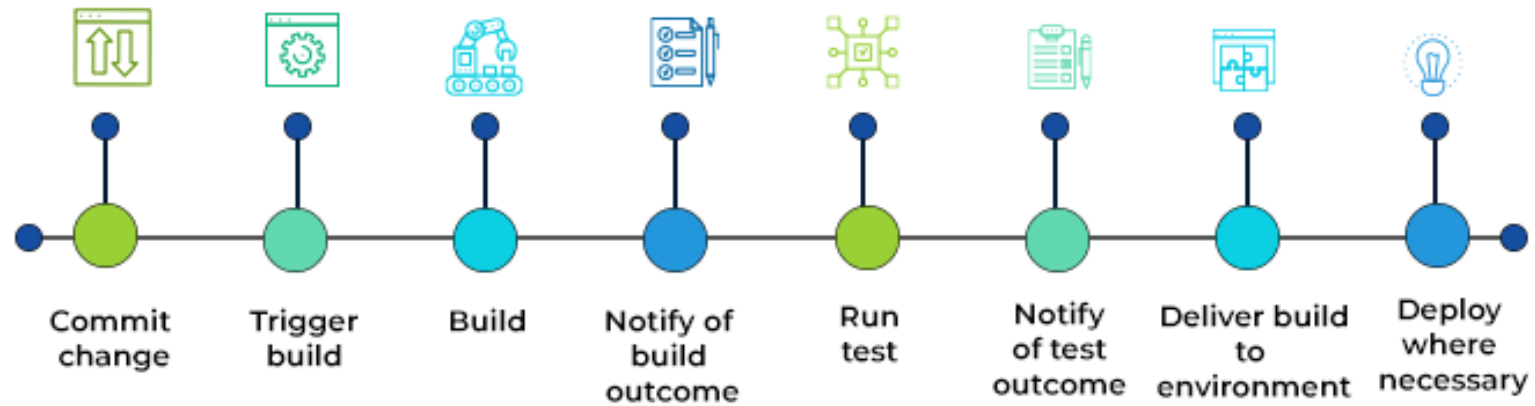 Commit
change
Trigger
build
Build
Notify of
build
outcome
Run
test
Notify
of test
outcome
Deliver build
to
environment
Deploy
where
necessary